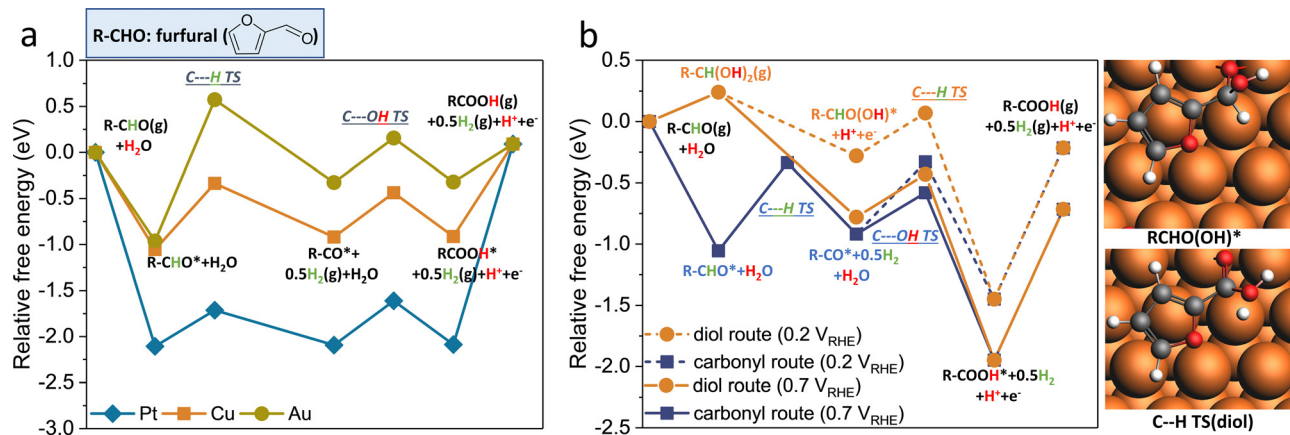 a
R-CHO: furfural (
O
O
)
Relative free energy (eV)
1.0
0.5
0.0
-0.5
-1.0
-1.5
-2.0
-2.5
-3.0
R-CHO(g)
+H₂O
C---H TS
C---OH TS
RCOOH(g)
+0.5H₂(g)+H⁺+e⁻
R-CHO*+H₂O
R-CO*+
0.5H₂(g)+H₂O
RCOOH*
+0.5H₂(g)+H⁺+e⁻
Pt
Cu
Au
b
Relative free energy (eV)
0.5
0.0
-0.5
-1.0
-1.5
-2.0
-2.5
R-CH(OH)₂(g)
R-CHO(g)
+H₂O
R-CHO(OH)*
+H⁺+e⁻
C---H TS
R-COOH(g)
+0.5H₂(g)+H⁺+e⁻
C---H TS
C---OH TS
R-CHO*+H₂O
R-CO*+0.5H₂
+H₂O
R-COOH*+0.5H₂
+H⁺+e⁻
diol route (0.2 VRHE)
carbonyl route (0.2 VRHE)
diol route (0.7 VRHE)
carbonyl route (0.7 VRHE)
RCHO(OH)*
C--H TS(diol)